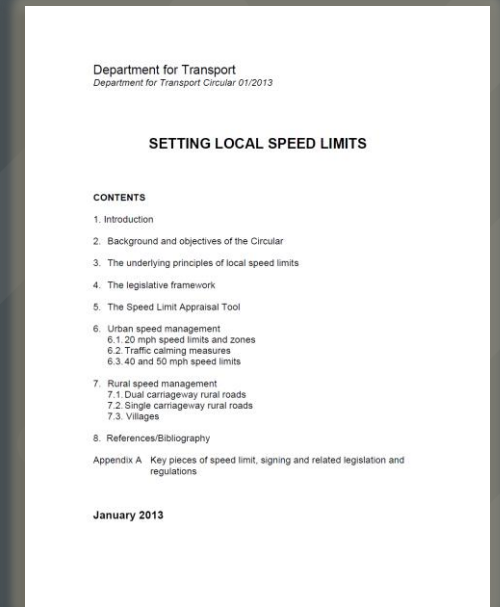 Department for Transport
Department for Transport Circular 01/2013
SETTING LOCAL SPEED LIMITS
CONTENTS
1. Introduction
2. Background and objectives of the Circular
3. The underlying principles of local speed limits
4. The legislative framework
5. The Speed Limit Appraisal Tool
6. Urban speed management
6.1. 20 mph speed limits and zones
6.2. Traffic calming measures
6.3. 40 and 50 mph speed limits
7. Rural speed management
7.1. Dual carriageway rural roads
7.2. Single carriageway rural roads
7.3. Villages
8. References/Bibliography
Appendix A Key pieces of speed limit, signing and related legislation and
regulations
January 2013